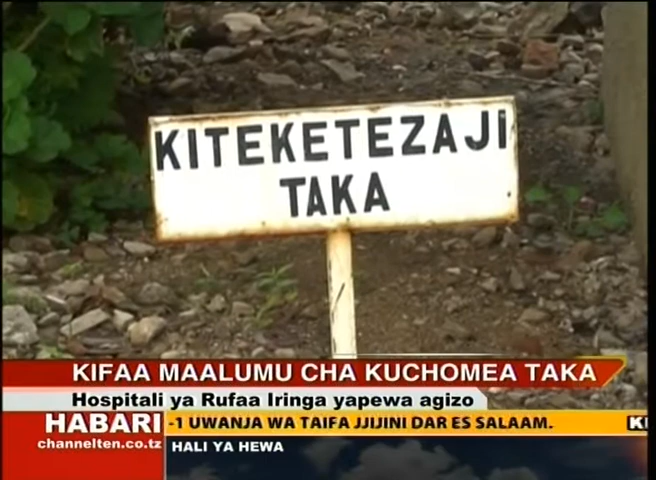 KITEKETEZAJI
TAKA
KIFAA MAALUMU CHA KUCHOMEA TAKA
Hospitali ya Rufaa Iringa yapewa agizo
HABARI
channelten.co.tz
-1 UWANJA WA TAIFA JIJINI DAR ES SALAAM.
HALI YA HEWA